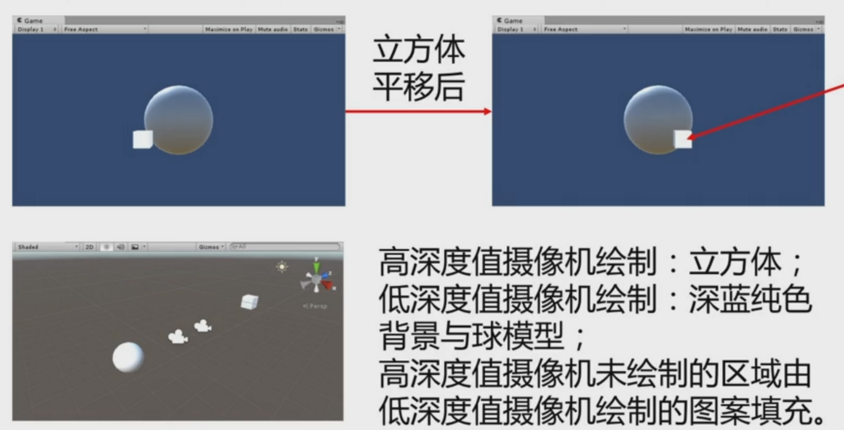 Game
Display 1 Free Aspect Maximize on Play Mute audio Stats Gizmos
立方体
平移后
Game
Display 1 Free Aspect Maximize on Play Mute audio Stats Gizmos
Shaded 2D Gizmos
y
Persp
高深度值摄像机绘制：立方体；
低深度值摄像机绘制：深蓝纯色
背景与球模型；
高深度值摄像机未绘制的区域由
低深度值摄像机绘制的图案填充。